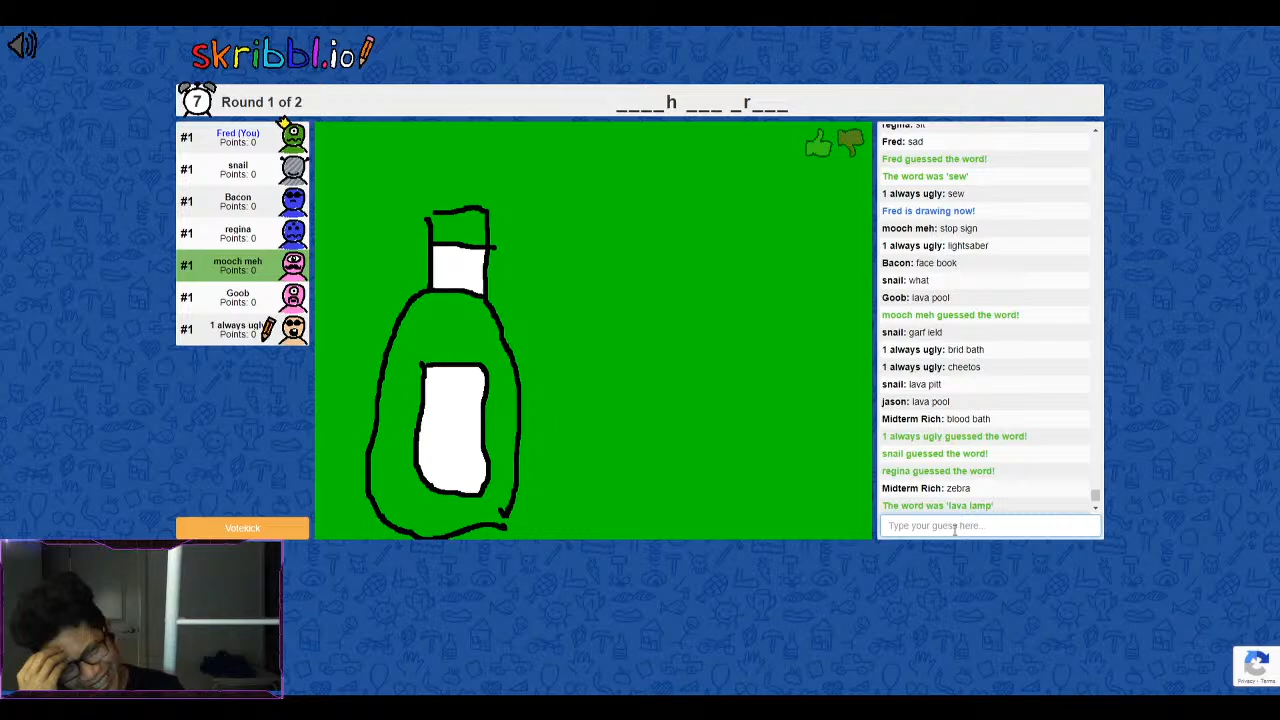 skribbl.io
7
Round 1 of 2
____h ___ _r___
#1
Fred (You)
Points: 0
#1
snail
Points: 0
#1
Bacon
Points: 0
#1
regina
Points: 0
#1
mooch meh
Points: 0
#1
Goob
Points: 0
#1
1 always ugly
Points: 0
Votekick
regina: sit
Fred: sad
Fred guessed the word!
The word was 'sew'
1 always ugly: sew
Fred is drawing now!
mooch meh: stop sign
1 always ugly: lightsaber
Bacon: face book
snail: what
Goob: lava pool
mooch meh guessed the word!
snail: garf ield
1 always ugly: brid bath
1 always ugly: cheetos
snail: lava pitt
jason: lava pool
Midterm Rich: blood bath
1 always ugly guessed the word!
snail guessed the word!
regina guessed the word!
Midterm Rich: zebra
The word was 'lava lamp'
Type your guess here...
Privacy - Terms